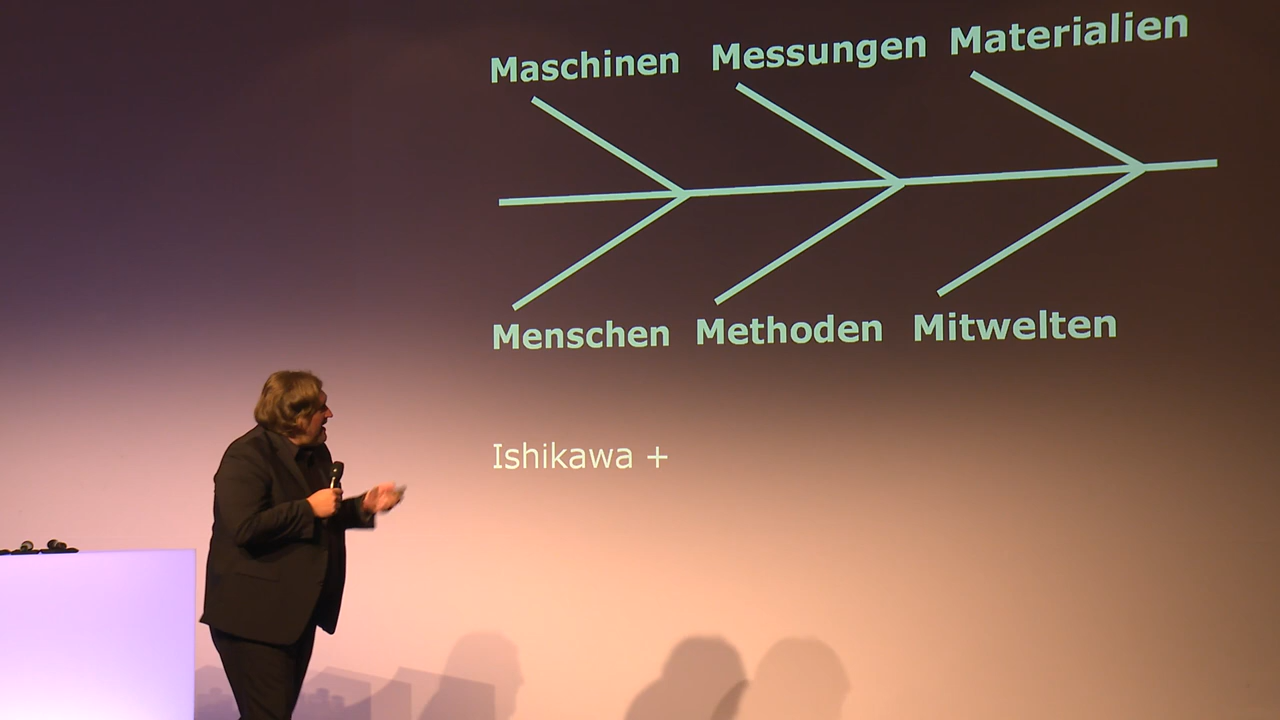 Maschinen Messungen Materialien
Menschen Methoden Mitwelten
Ishikawa +